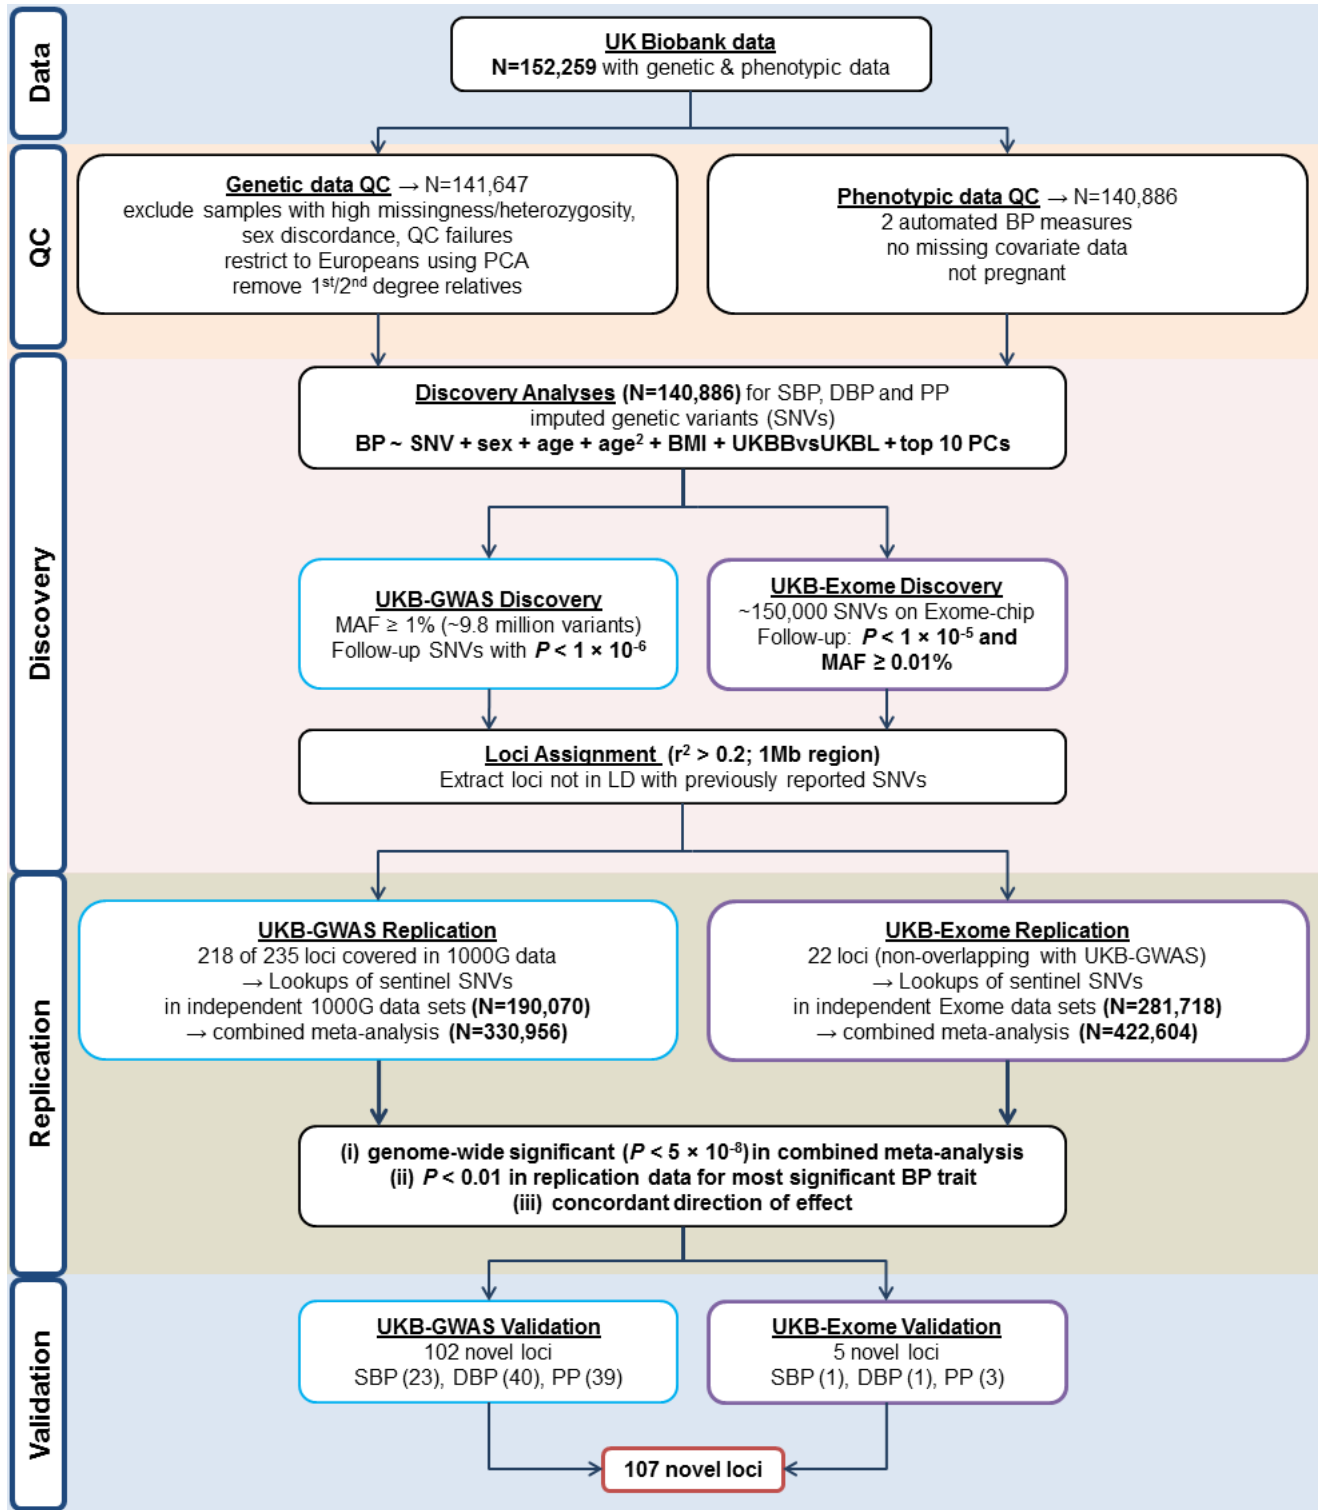 Data
UK Biobank data
N=152,259 with genetic & phenotypic data
QC
Genetic data QC → N=141,647
exclude samples with high missingness/heterozygosity,
sex discordance, QC failures
restrict to Europeans using PCA
remove 1st/2nd degree relatives
Phenotypic data QC → N=140,886
2 automated BP measures
no missing covariate data
not pregnant
Discovery
Discovery Analyses (N=140,886) for SBP, DBP and PP
imputed genetic variants (SNVs)
BP ~ SNV + sex + age + age² + BMI + UKBBvsUKBL + top 10 PCs
UKB-GWAS Discovery
MAF ≥ 1% (~9.8 million variants)
Follow-up SNVs with P < 1 × 10⁻⁶
UKB-Exome Discovery
~150,000 SNVs on Exome-chip
Follow-up: P < 1 × 10⁻⁵ and
MAF ≥ 0.01%
Loci Assignment (r² > 0.2; 1Mb region)
Extract loci not in LD with previously reported SNVs
Replication
UKB-GWAS Replication
218 of 235 loci covered in 1000G data
→ Lookups of sentinel SNVs
in independent 1000G data sets (N=190,070)
→ combined meta-analysis (N=330,956)
UKB-Exome Replication
22 loci (non-overlapping with UKB-GWAS)
→ Lookups of sentinel SNVs
in independent Exome data sets (N=281,718)
→ combined meta-analysis (N=422,604)
(i) genome-wide significant (P < 5 × 10⁻⁸) in combined meta-analysis
(ii) P < 0.01 in replication data for most significant BP trait
(iii) concordant direction of effect
Validation
UKB-GWAS Validation
102 novel loci
SBP (23), DBP (40), PP (39)
UKB-Exome Validation
5 novel loci
SBP (1), DBP (1), PP (3)
107 novel loci